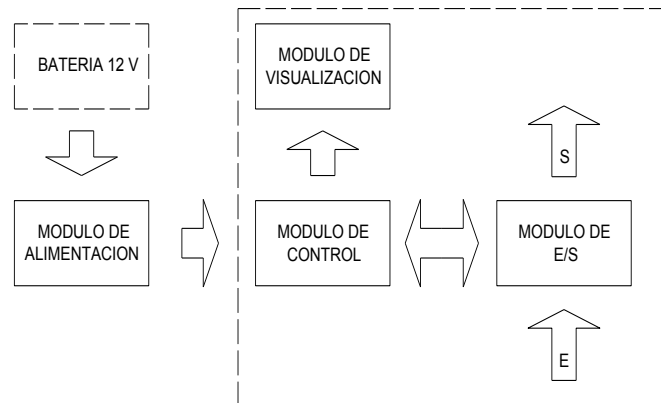 BATERIA 12 V
MODULO DE
VISUALIZACION
S
MODULO DE
ALIMENTACION
MODULO DE
CONTROL
MODULO DE
E/S
E